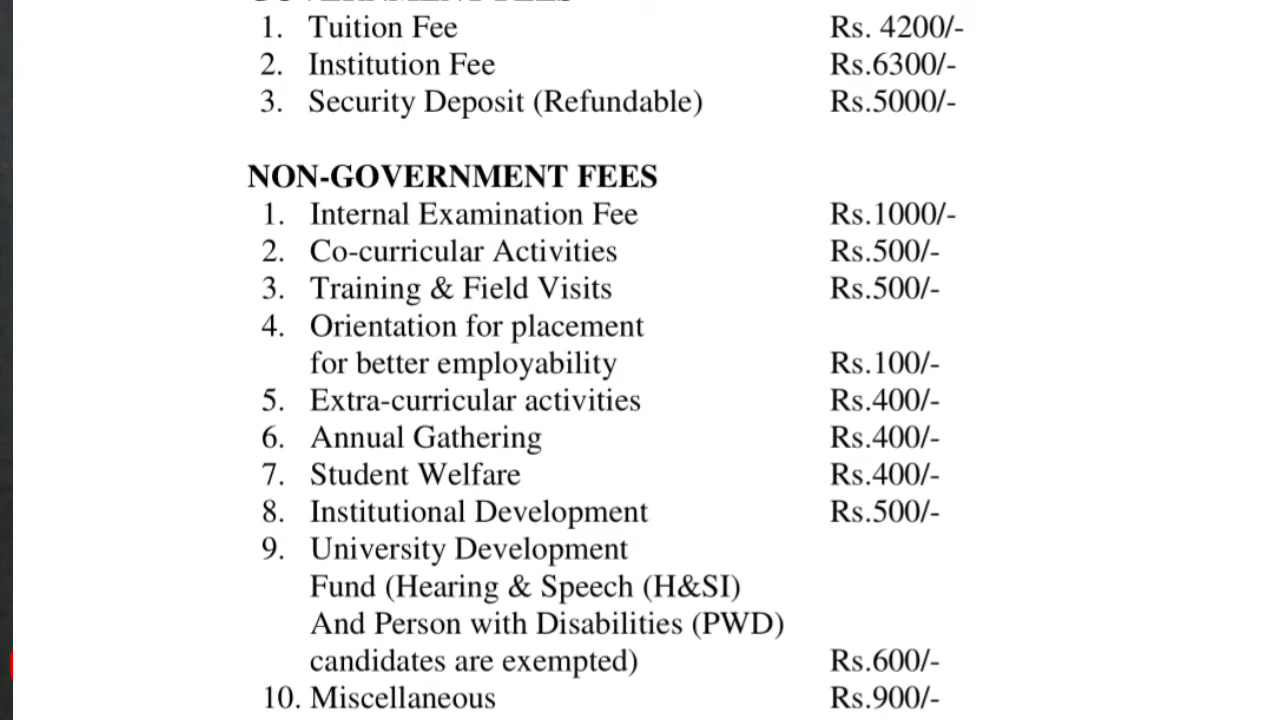 1. Tuition Fee Rs. 4200/-
2. Institution Fee Rs.6300/-
3. Security Deposit (Refundable) Rs.5000/-
NON-GOVERNMENT FEES
1. Internal Examination Fee Rs.1000/-
2. Co-curricular Activities Rs.500/-
3. Training & Field Visits Rs.500/-
4. Orientation for placement
for better employability Rs.100/-
5. Extra-curricular activities Rs.400/-
6. Annual Gathering Rs.400/-
7. Student Welfare Rs.400/-
8. Institutional Development Rs.500/-
9. University Development
Fund (Hearing & Speech (H&SI)
And Person with Disabilities (PWD)
candidates are exempted) Rs.600/-
10. Miscellaneous Rs.900/-